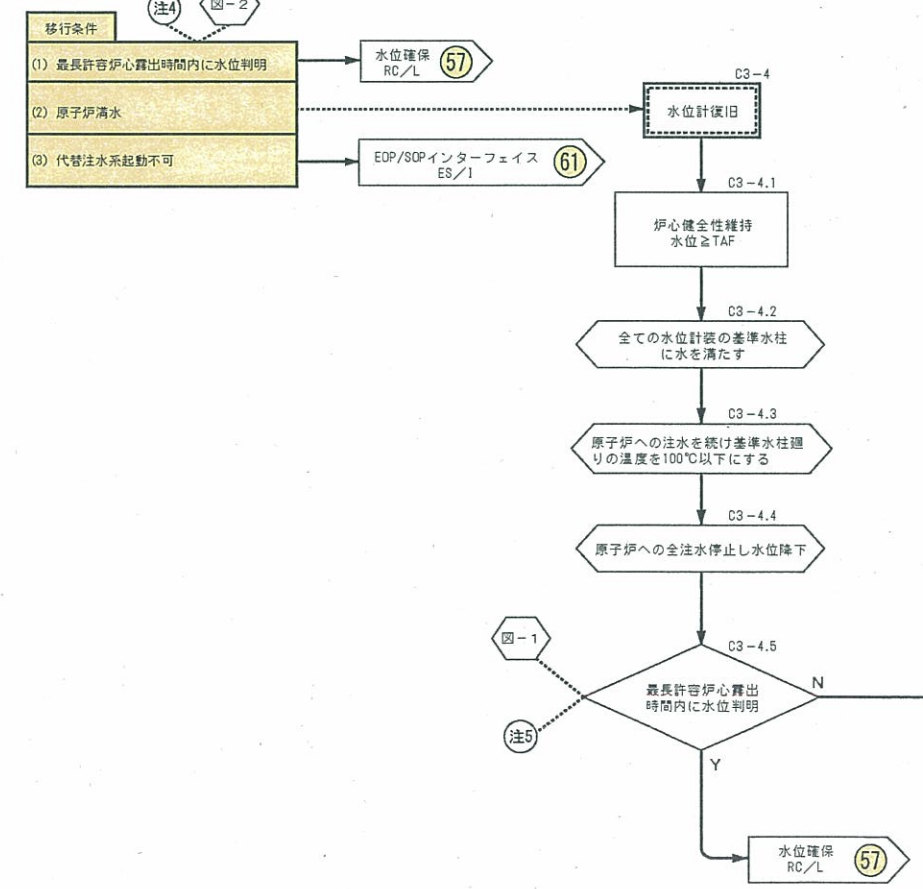 注4
図-2
移行条件
(1) 最長許容炉心露出時間内に水位判明
水位確保
RC/L
57
(2) 原子炉満水
(3) 代替注水系起動不可
EOP/SOPインターフェイス
ES/I
61
C3-4
水位計復旧
C3-4.1
炉心健全性維持
水位≧TAF
C3-4.2
全ての水位計装の基準水柱
に水を満たす
C3-4.3
原子炉への注水を続け基準水柱廻
りの温度を100℃以下にする
C3-4.4
原子炉への全注水停止し水位降下
図-1
C3-4.5
最長許容炉心露出
時間内に水位判明
N
注5
Y
水位確保
RC/L
57